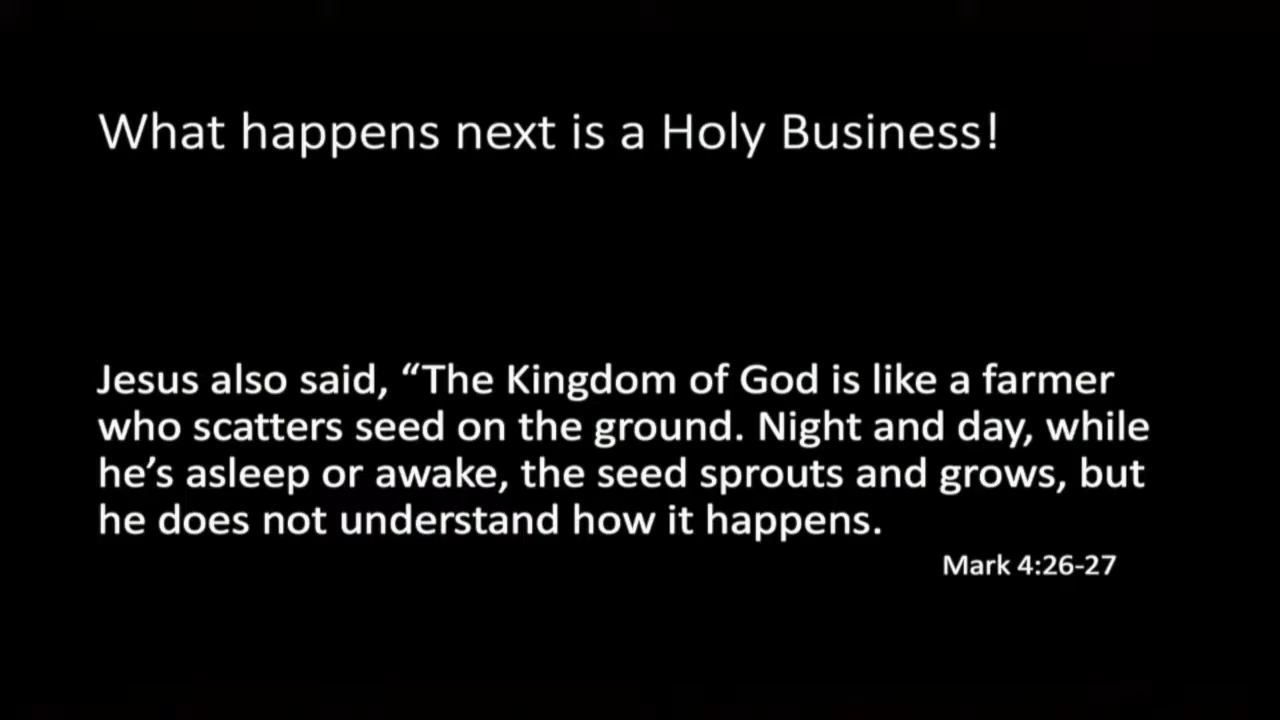 What happens next is a Holy Business!
Jesus also said, “The Kingdom of God is like a farmer
who scatters seed on the ground. Night and day, while
he’s asleep or awake, the seed sprouts and grows, but
he does not understand how it happens.
Mark 4:26-27